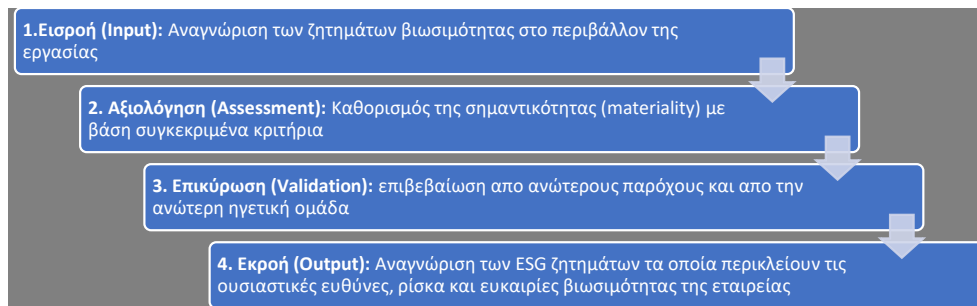 1.Εισροή (Input): Αναγνώριση των ζητημάτων βιωσιμότητας στο περιβάλλον της
εργασίας
2. Αξιολόγηση (Assessment): Καθορισμός της σημαντικότητας (materiality) με
βάση συγκεκριμένα κριτήρια
3. Επικύρωση (Validation): επιβεβαίωση απο ανώτερους παρόχους και απο την
ανώτερη ηγετική ομάδα
4. Εκροή (Output): Αναγνώριση των ESG ζητημάτων τα οποία περικλείουν τις
ουσιαστικές ευθύνες, ρίσκα και ευκαιρίες βιωσιμότητας της εταιρείας